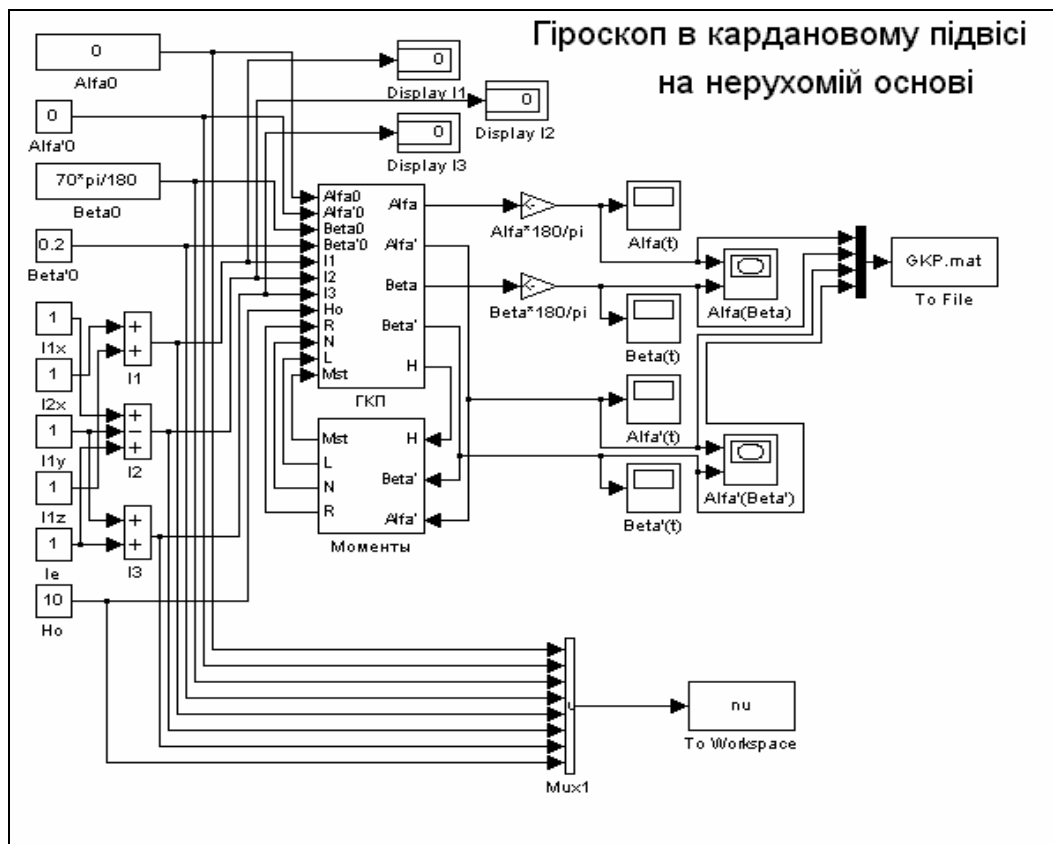 Гіроскоп в кардановому підвісі
на нерухомій основі
0
Alfa0
0
Alfa'0
70*pi/180
Beta0
0.2
Beta'0
1
I1x
1
I2x
1
I1y
1
I1z
1
Ie
10
Ho
+
+
I1
+
−
+
I2
+
+
I3
0
Display I1
0
Display I2
0
Display I3
Alfa0
Alfa'0
Beta0
Beta'0
I1
I2
I3
Ho
R
N
L
Mst
Alfa
Alfa'
Beta
Beta'
H
ГКП
Mst
L
N
R
H
Beta'
Alfa'
Моменты
Alfa*180/pi
Beta*180/pi
Alfa(t)
Alfa(Beta)
Beta(t)
Alfa'(t)
Alfa'(Beta')
Beta'(t)
GKP.mat
To File
Mux1
nu
To Workspace